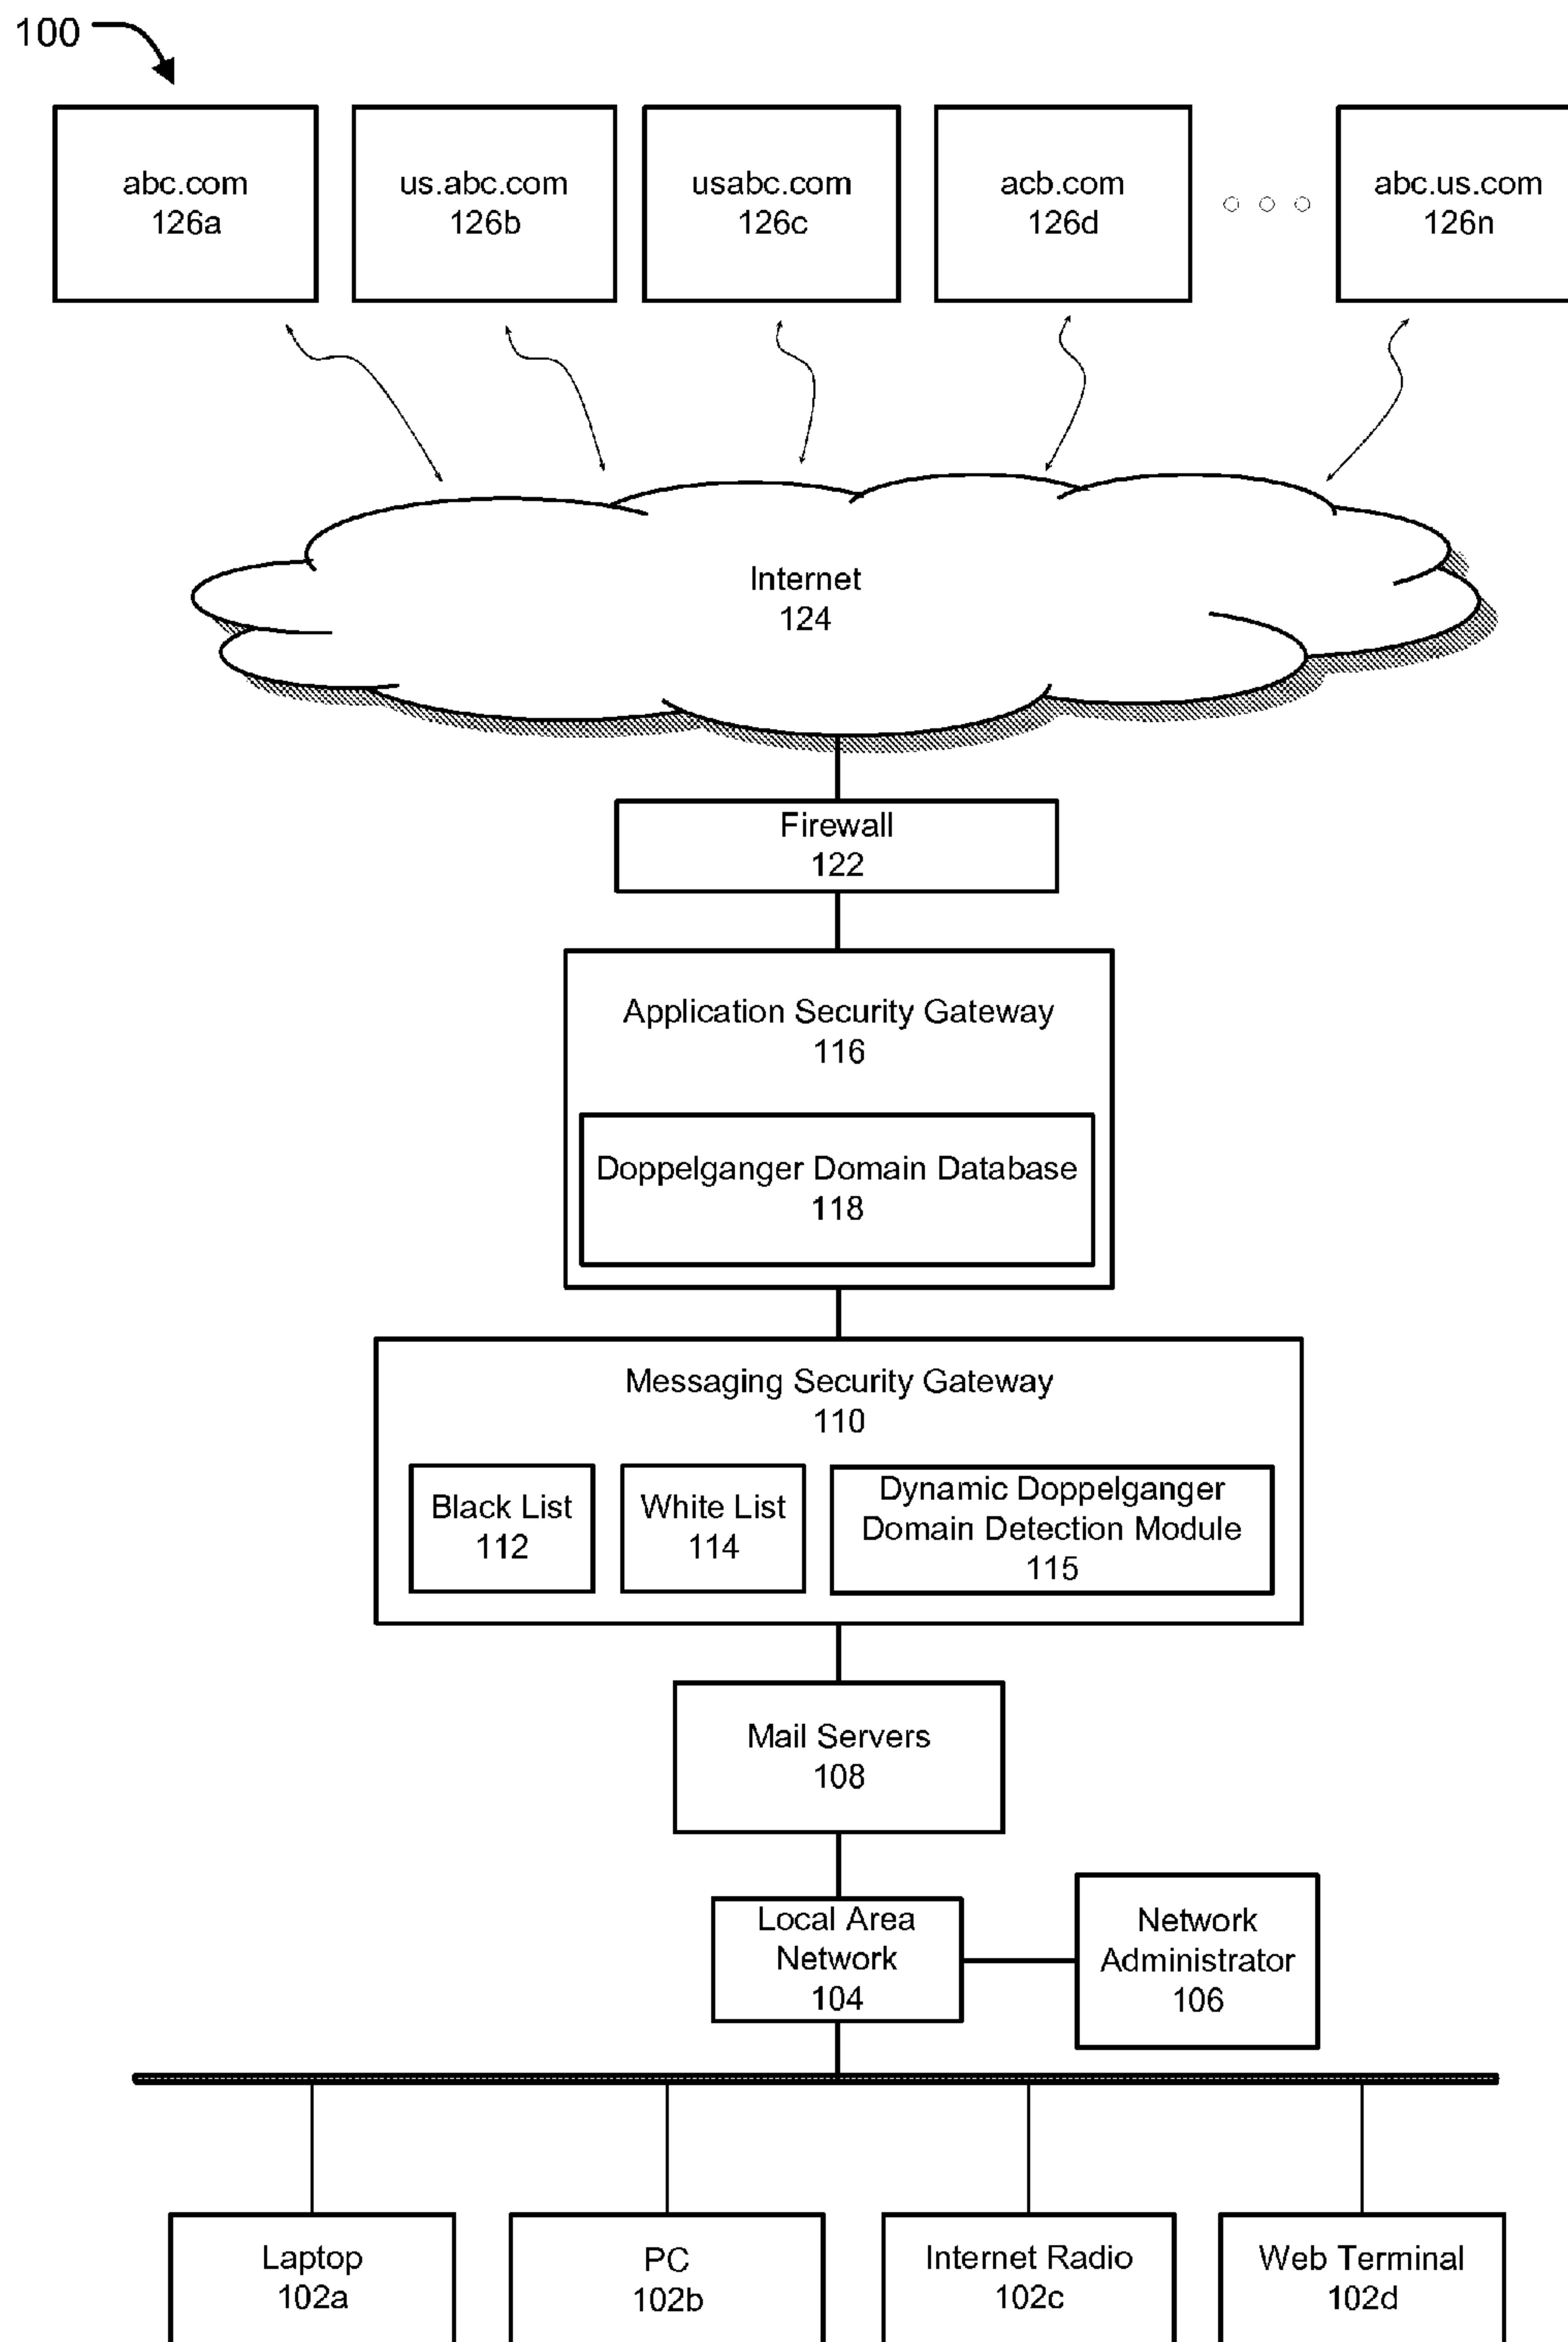 100
abc.com
126a
us.abc.com
126b
usabc.com
126c
acb.com
126d
abc.us.com
126n
Internet
124
Firewall
122
Application Security Gateway
116
Doppelganger Domain Database
118
Messaging Security Gateway
110
Black List
112
White List
114
Dynamic Doppelganger
Domain Detection Module
115
Mail Servers
108
Local Area
Network
104
Network
Administrator
106
Laptop
102a
PC
102b
Internet Radio
102c
Web Terminal
102d